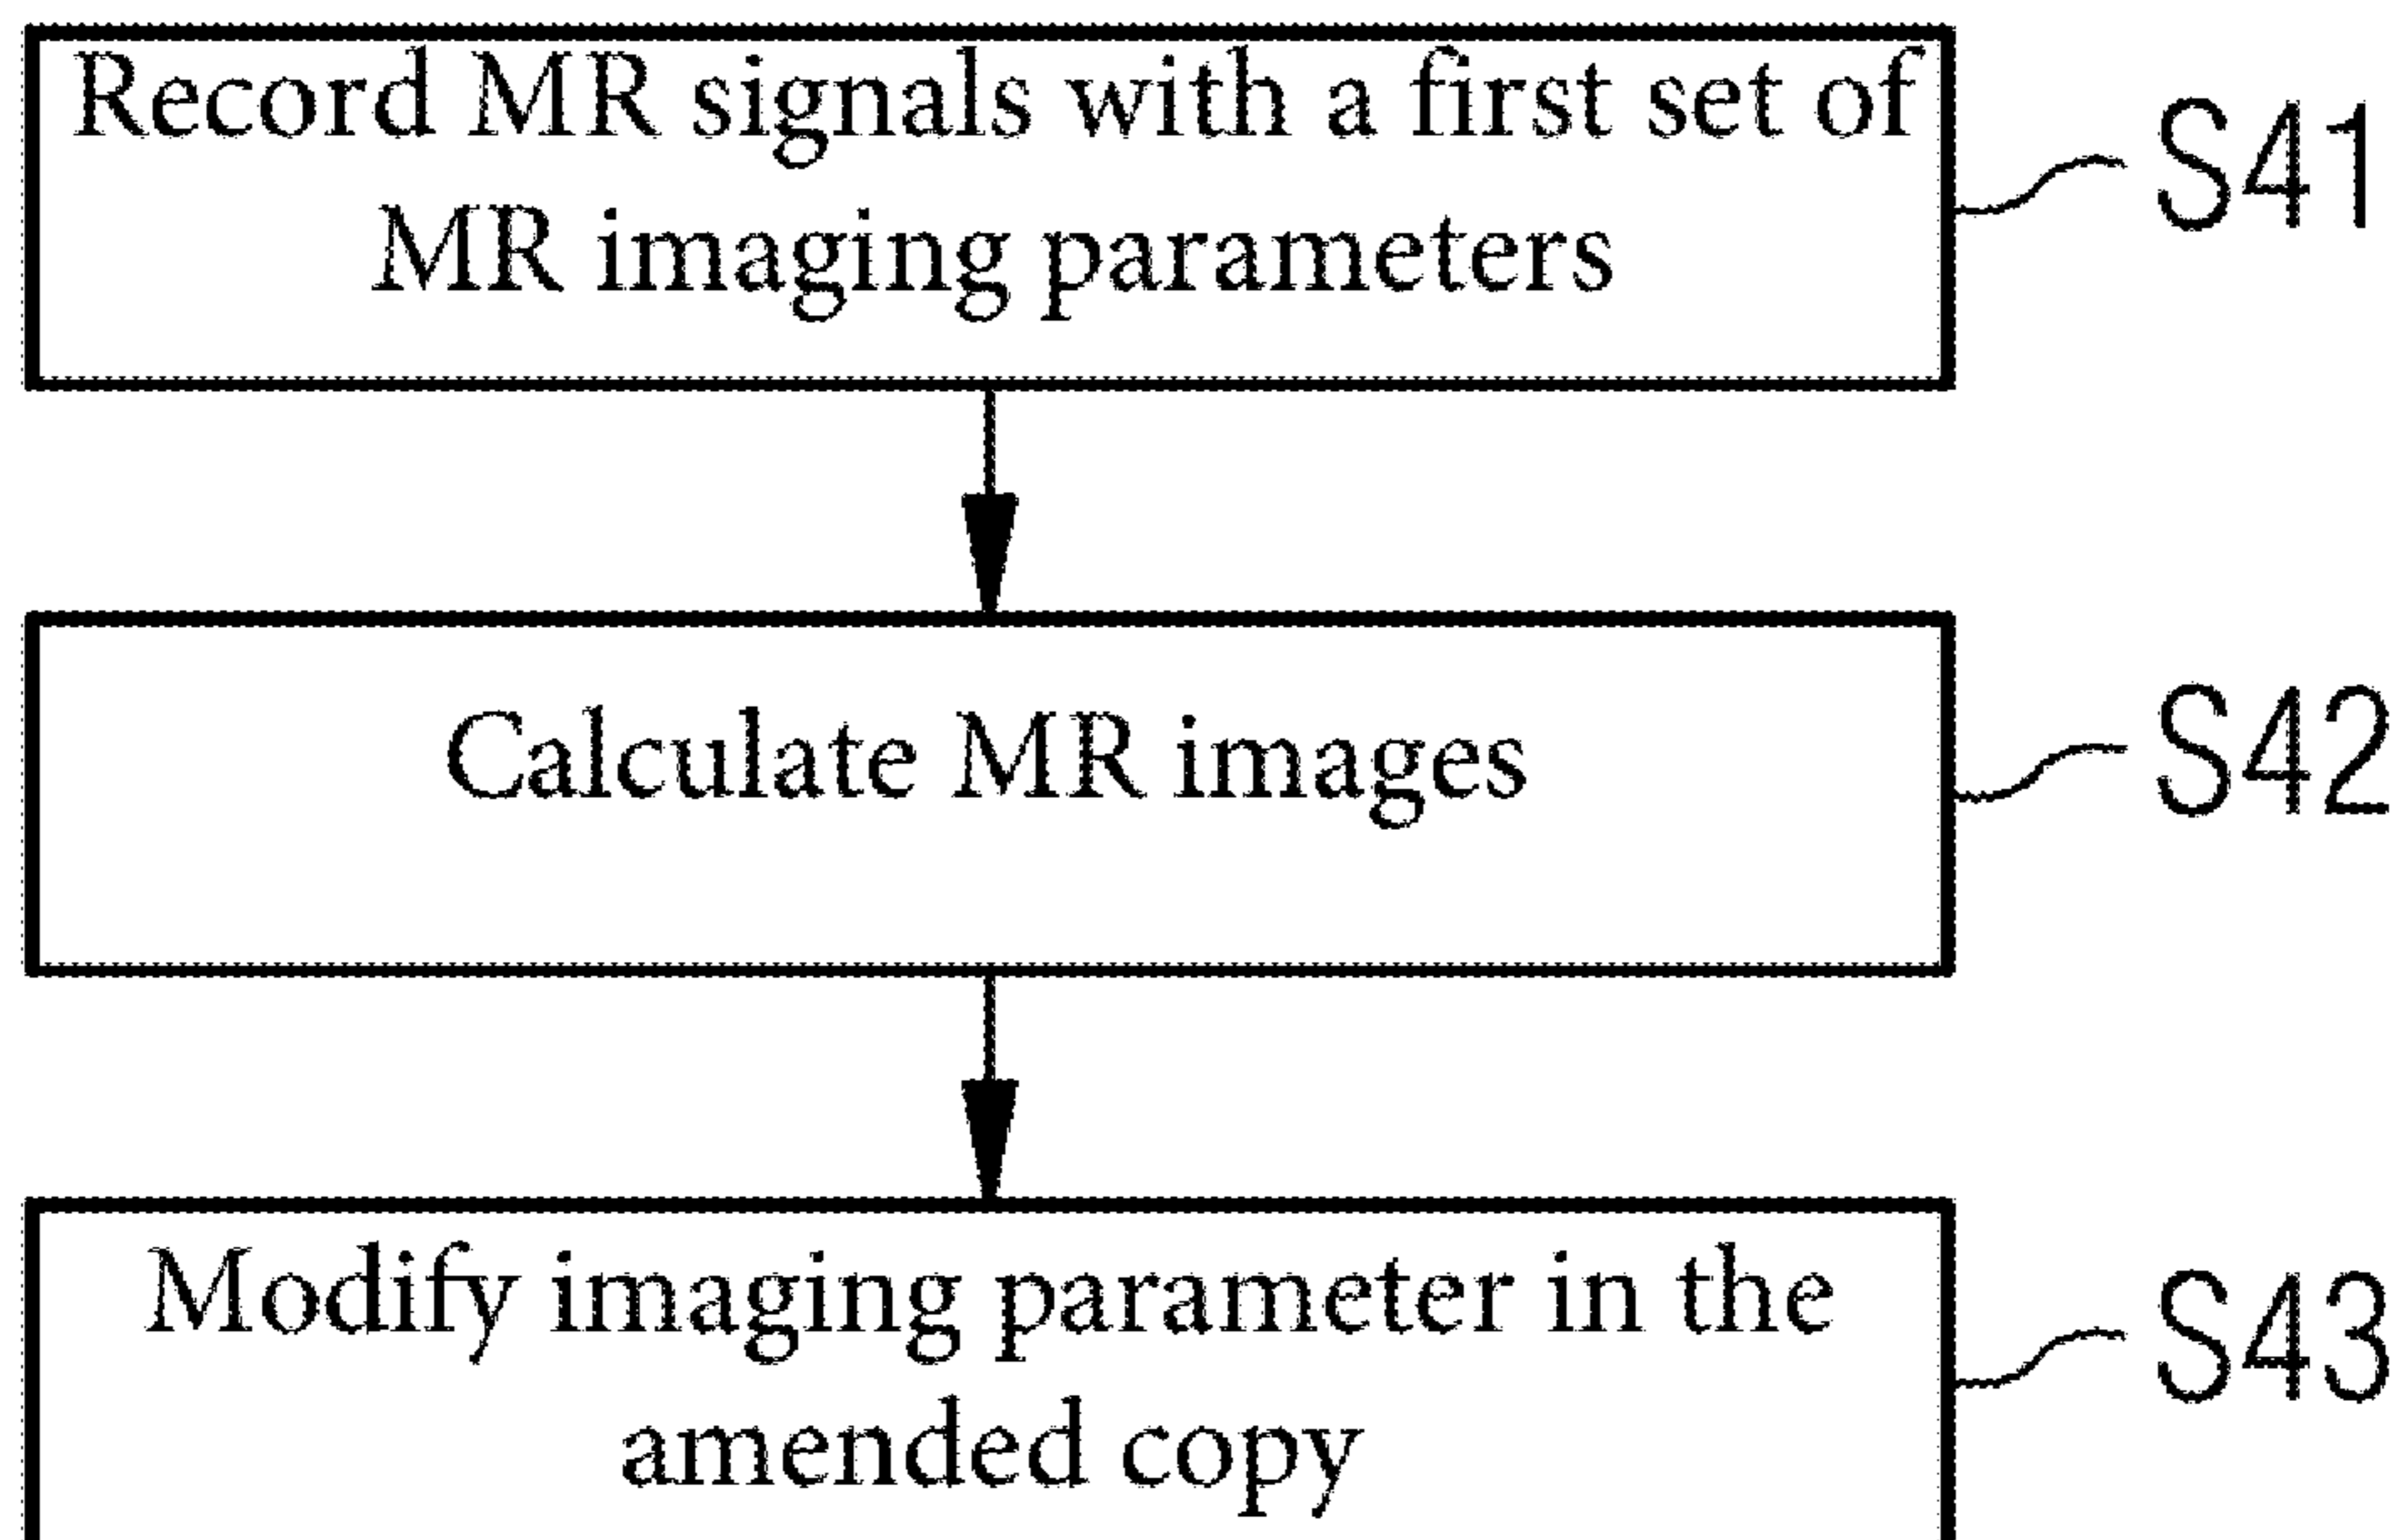 Record MR signals with a first set of
MR imaging parameters
S41
Calculate MR images
S42
Modify imaging parameter in the
amended copy
S43